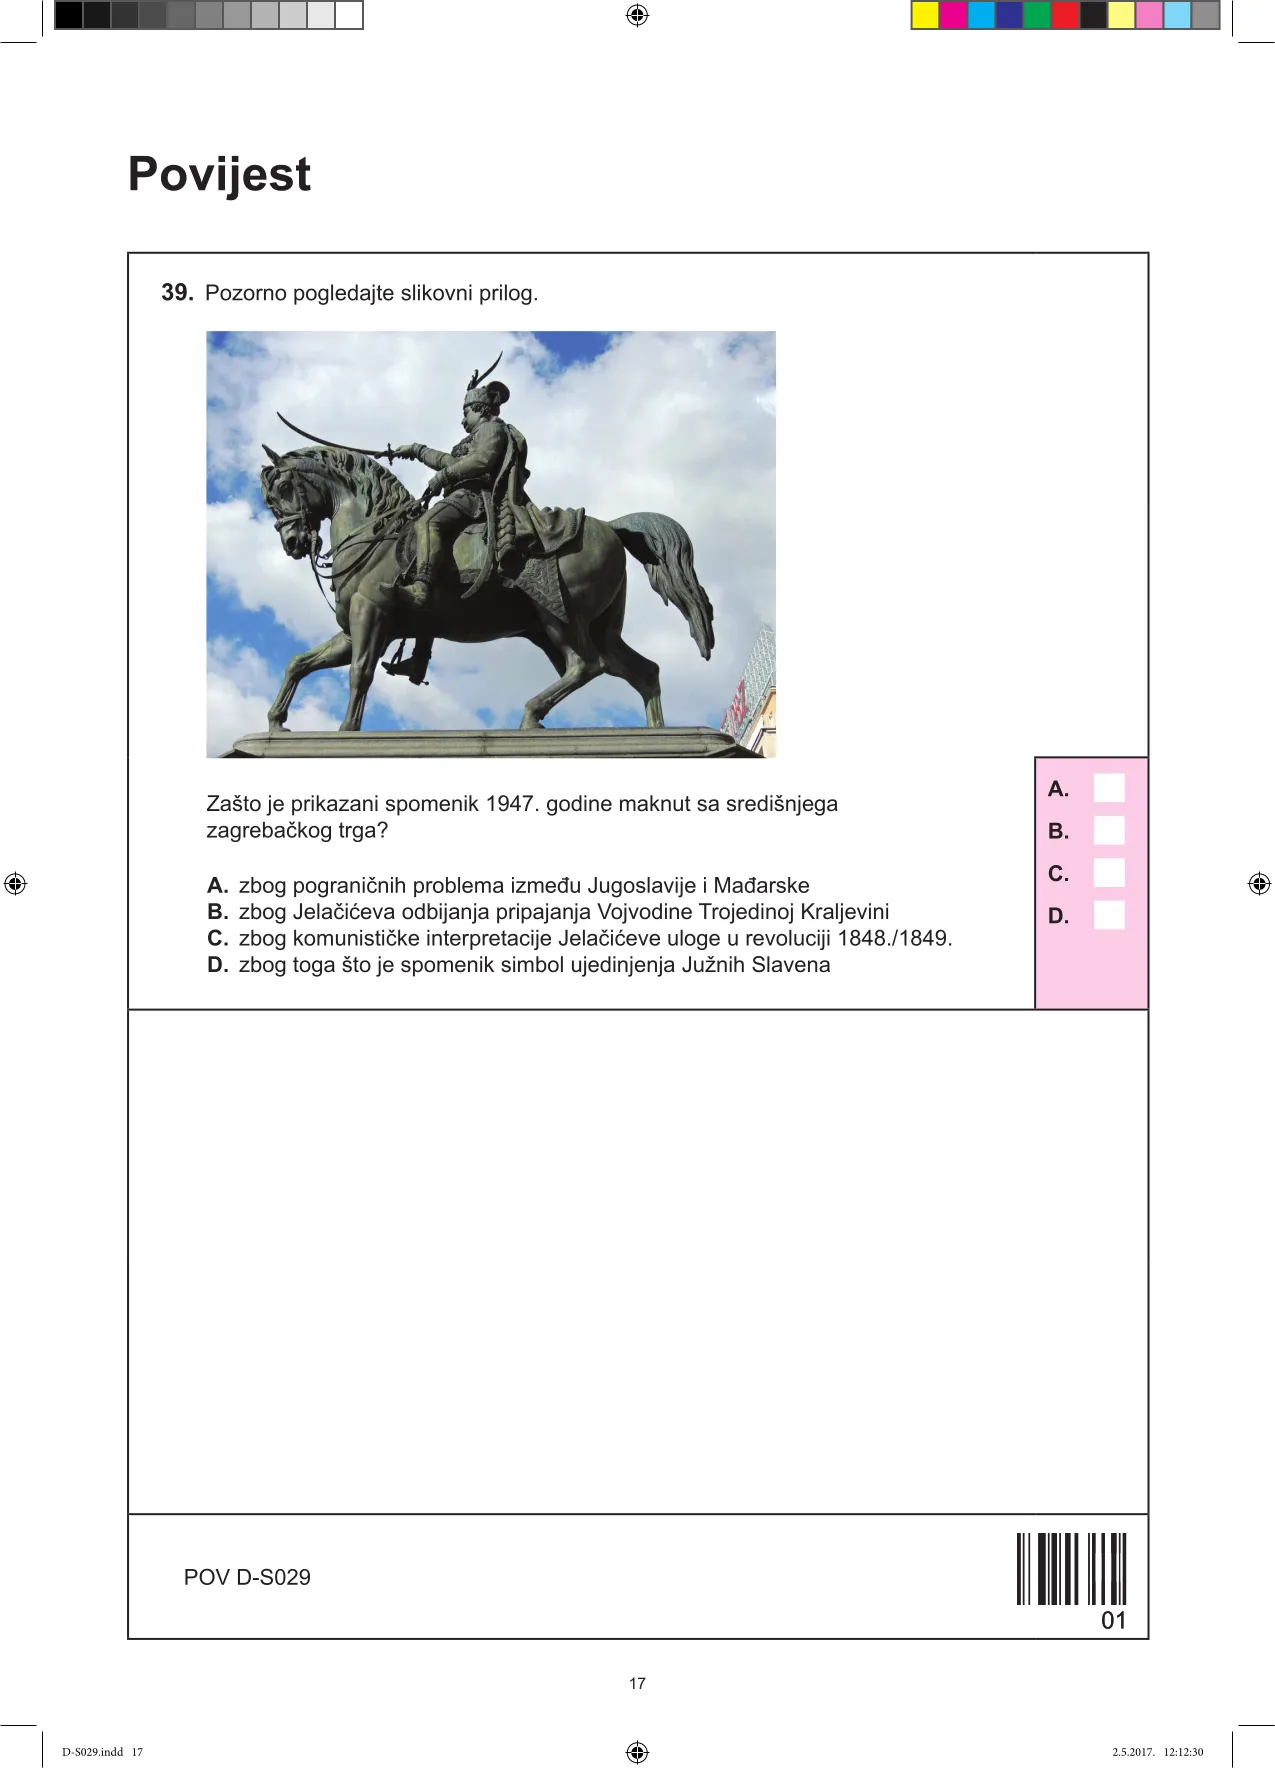 Povijest
39. Pozorno pogledajte slikovni prilog.
Zašto je prikazani spomenik 1947. godine maknut sa središnjega
zagrebačkog trga?
A. zbog pograničnih problema između Jugoslavije i Mađarske
B. zbog Jelačićeva odbijanja pripajanja Vojvodine Trojedinoj Kraljevini
C. zbog komunističke interpretacije Jelačićeve uloge u revoluciji 1848./1849.
D. zbog toga što je spomenik simbol ujedinjenja Južnih Slavena
A.
B.
C.
D.
POV D-S029
01
17
D-S029.indd 17
2.5.2017. 12:12:30